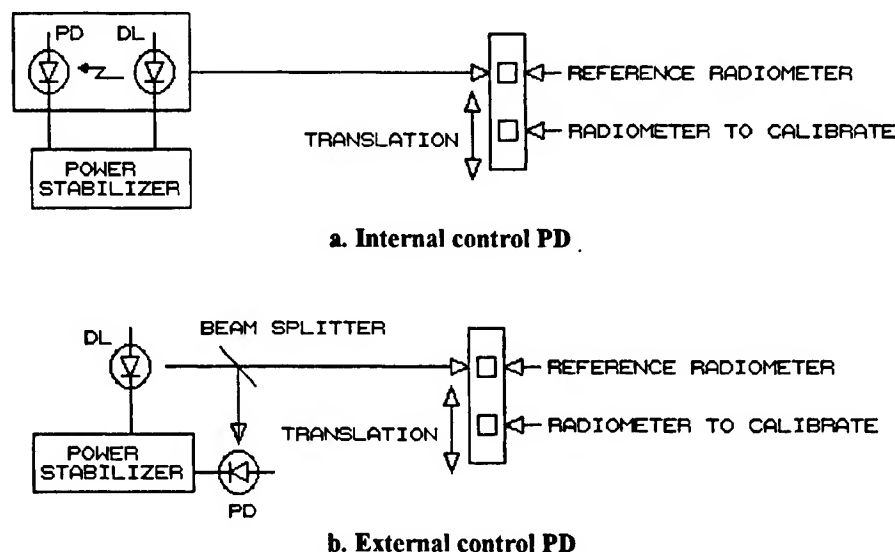 PD DL
REFERENCE RADIOMETER
TRANSLATION
RADIOMETER TO CALIBRATE
POWER
STABILIZER
a. Internal control PD
BEAM SPLITTER
DL
REFERENCE RADIOMETER
TRANSLATION
RADIOMETER TO CALIBRATE
POWER
STABILIZER
PD
b. External control PD